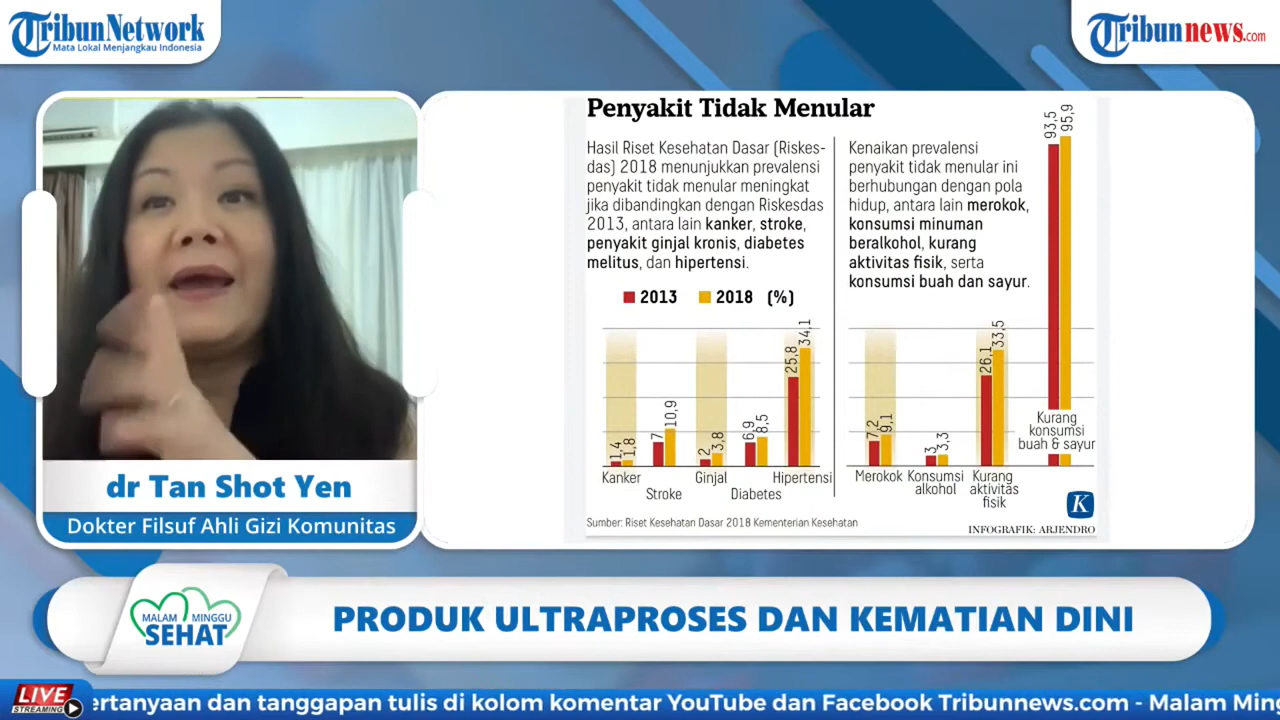 TribunNetwork
Mata Lokal Menjangkau Indonesia
Tribunnews.com
Penyakit Tidak Menular
Hasil Riset Kesehatan Dasar (Riskes-
das) 2018 menunjukkan prevalensi
penyakit tidak menular meningkat
jika dibandingkan dengan Riskesdas
2013, antara lain kanker, stroke,
penyakit ginjal kronis, diabetes
melitus, dan hipertensi.
2013 2018 (%)
1,4 1,8
7 10,9
2 3,8
6,9 8,5
25,8 34,1
Kanker
Stroke
Ginjal
Diabetes
Hipertensi
Kenaikan prevalensi
penyakit tidak menular ini
berhubungan dengan pola
hidup, antara lain merokok,
konsumsi minuman
beralkohol, kurang
aktivitas fisik, serta
konsumsi buah dan sayur.
7,2 9,1
3 3,3
26,1 33,5
93,5 95,9
Merokok
Konsumsi
alkohol
Kurang
aktivitas
fisik
Kurang
konsumsi
buah & sayur
K
Sumber: Riset Kesehatan Dasar 2018 Kementerian Kesehatan
INFOGRAFIK: ARJENDRO
dr Tan Shot Yen
Dokter Filsuf Ahli Gizi Komunitas
MALAM MINGGU
SEHAT
PRODUK ULTRAPROSES DAN KEMATIAN DINI
LIVE
STREAMING
ertanyaan dan tanggapan tulis di kolom komentar YouTube dan Facebook Tribunnews.com - Malam Ming